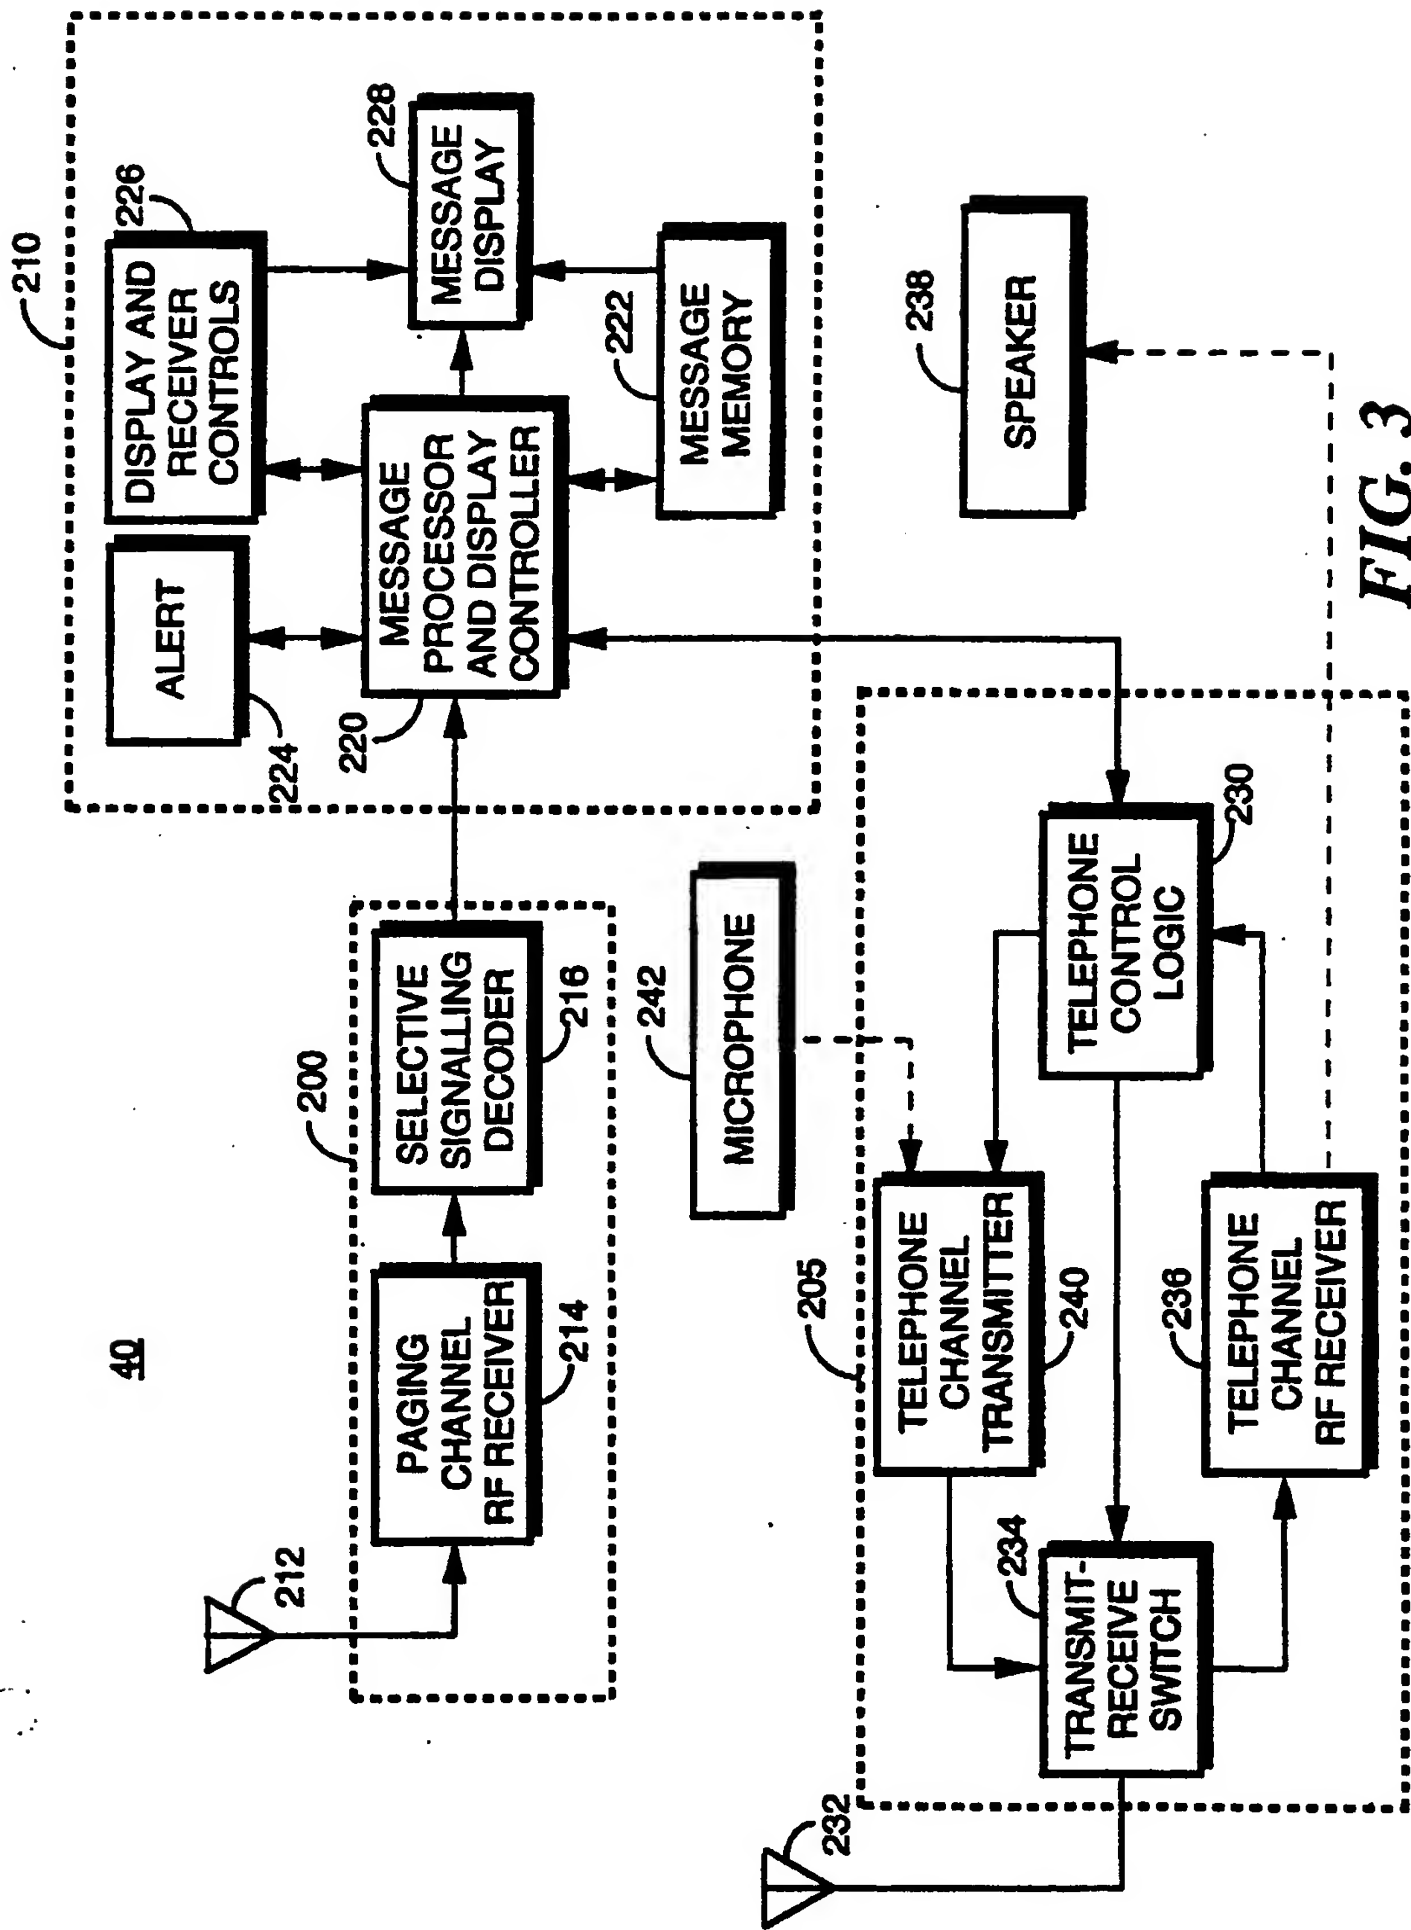 40
210
212
200
PAGING
CHANNEL
RF RECEIVER
214
SELECTIVE
SIGNALLING
DECODER
216
ALERT
224
DISPLAY AND
RECEIVER
CONTROLS
226
220
MESSAGE
PROCESSOR
AND DISPLAY
CONTROLLER
228
MESSAGE
DISPLAY
222
MESSAGE
MEMORY
242
MICROPHONE
238
SPEAKER
232
205
234
TRANSMIT-
RECEIVE
SWITCH
TELEPHONE
CHANNEL
TRANSMITTER
240
236
TELEPHONE
CHANNEL
RF RECEIVER
TELEPHONE
CONTROL
LOGIC
230
FIG. 3